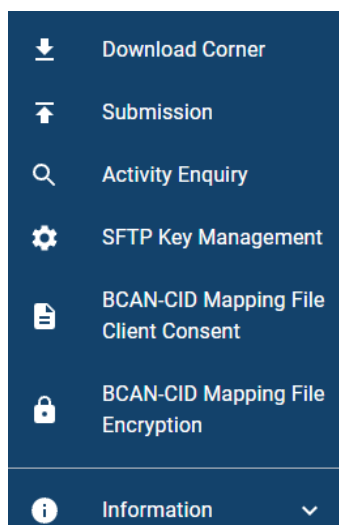 Download Corner
Submission
Activity Enquiry
SFTP Key Management
BCAN-CID Mapping File
Client Consent
BCAN-CID Mapping File
Encryption
Information